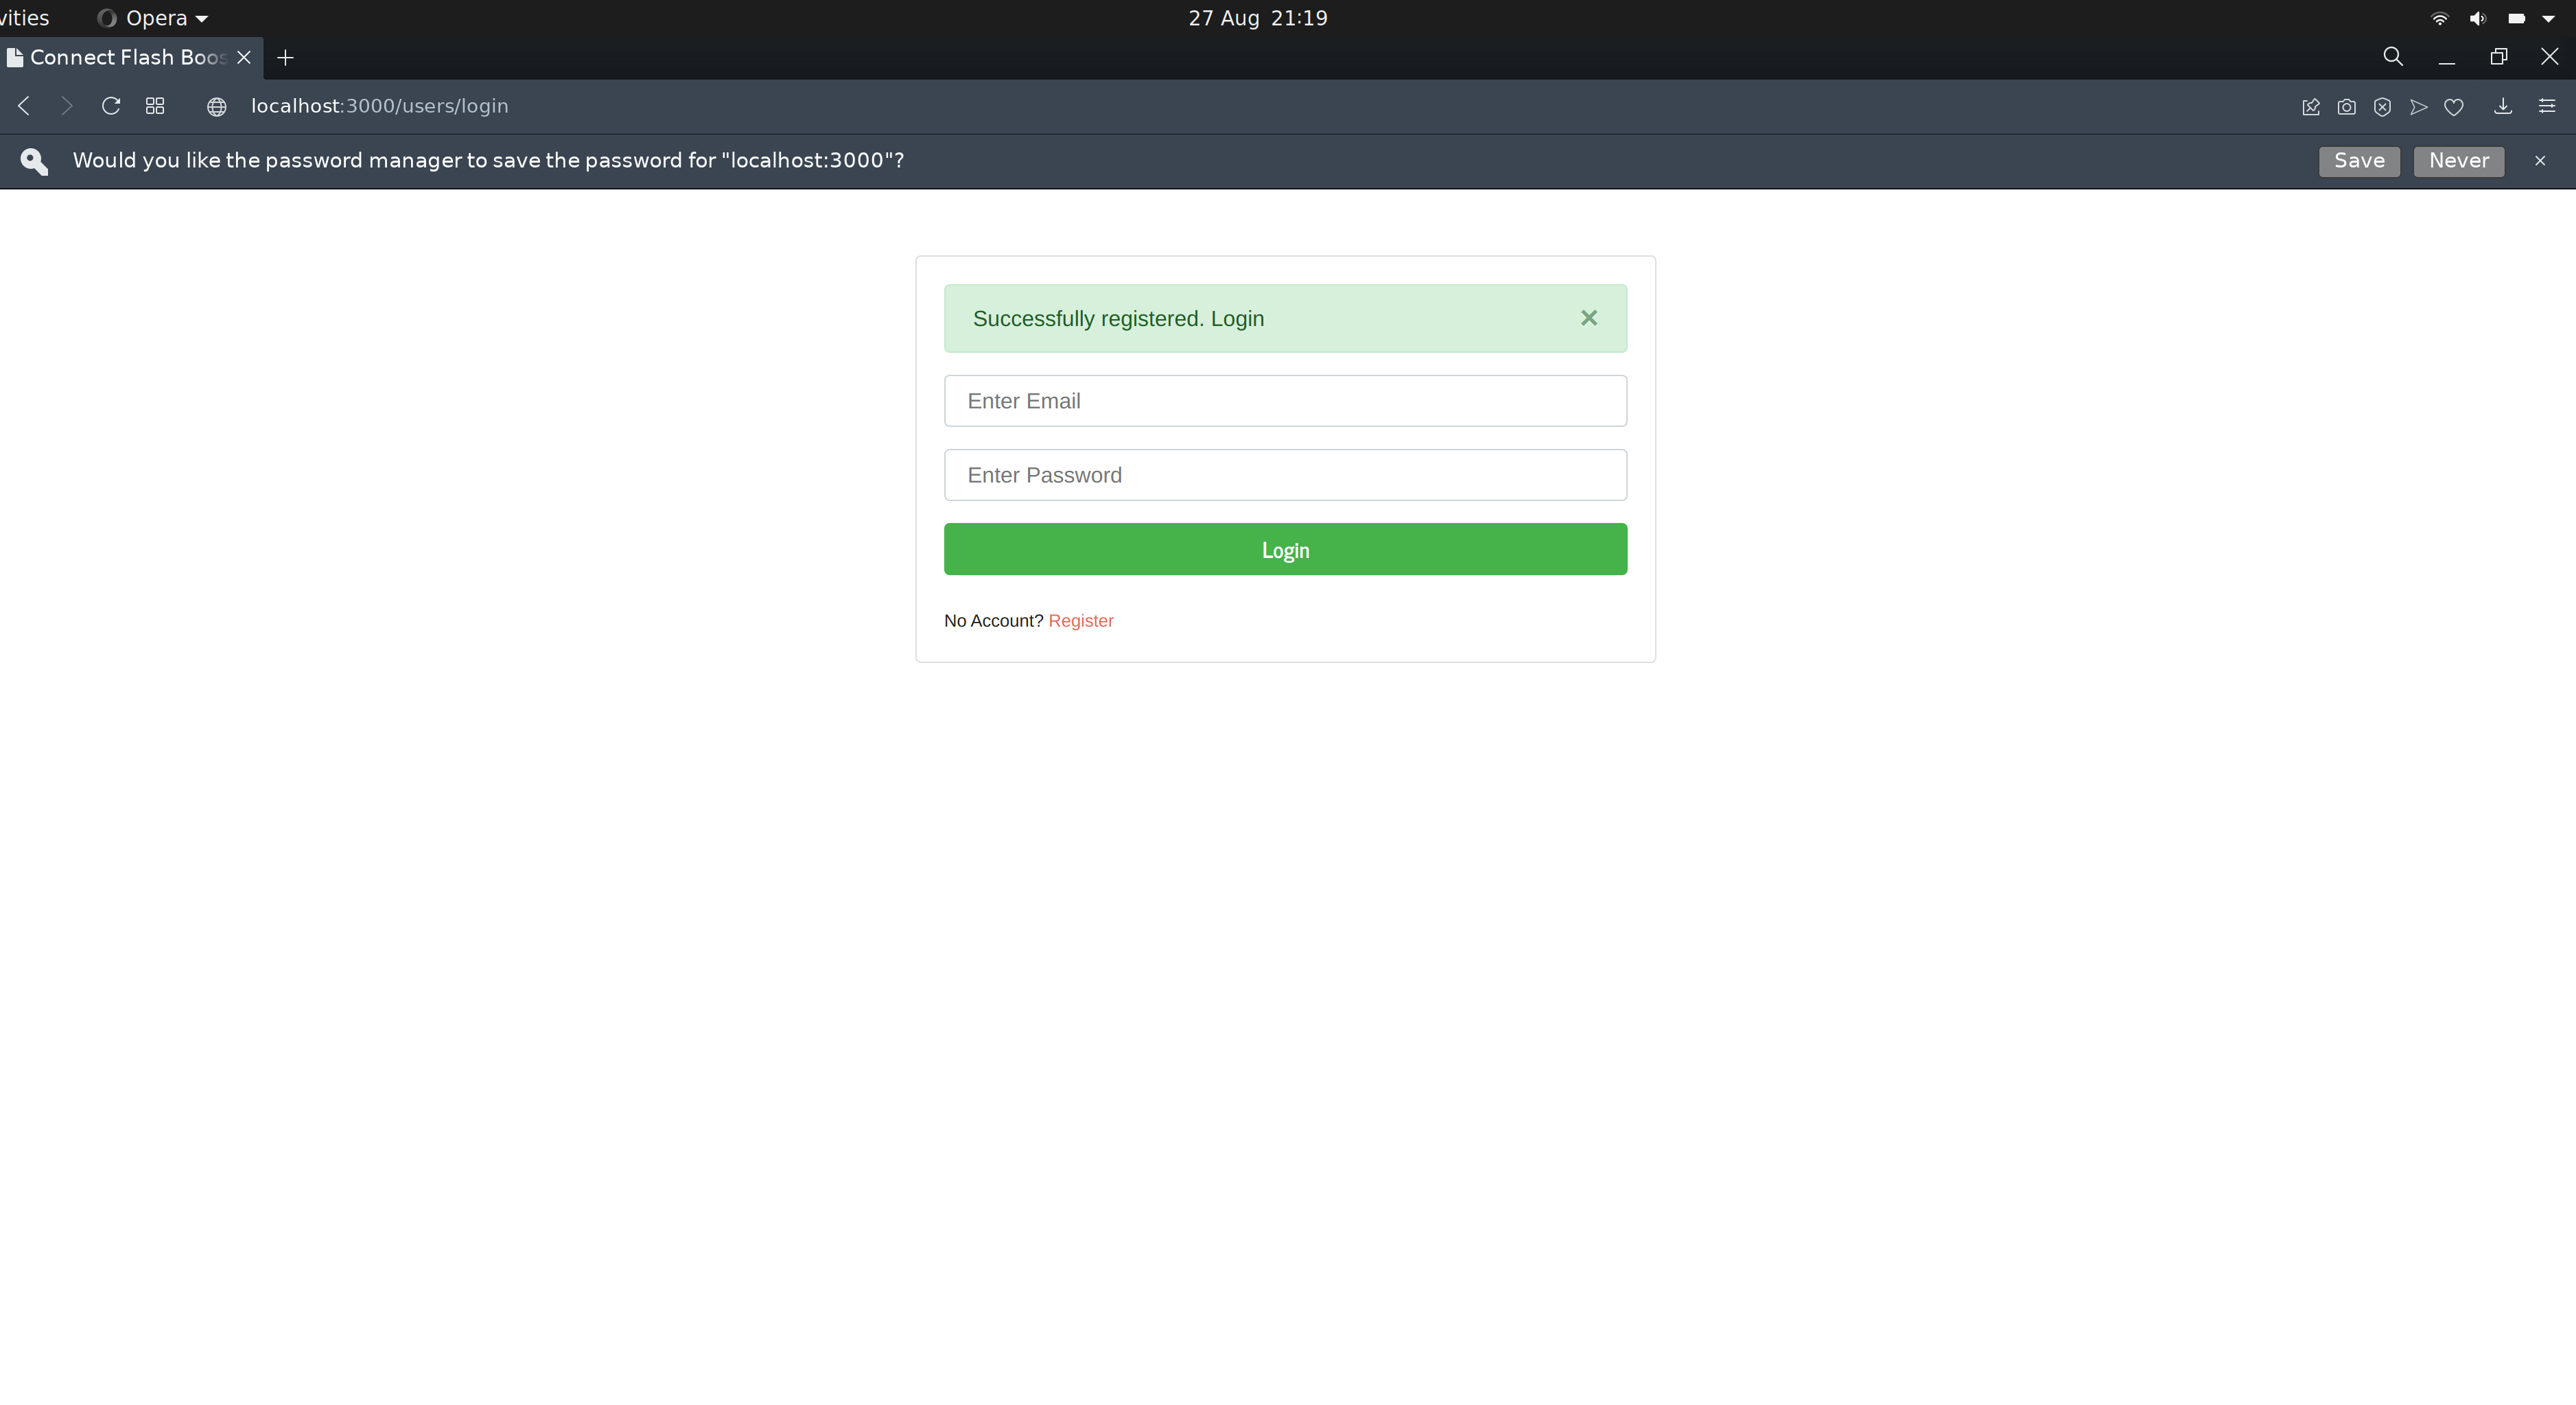 vities Opera 27 Aug 21:19
Connect Flash Boos
localhost:3000/users/login
Would you like the password manager to save the password for "localhost:3000"? Save Never
Successfully registered. Login
Enter Email
Enter Password
Login
No Account? Register